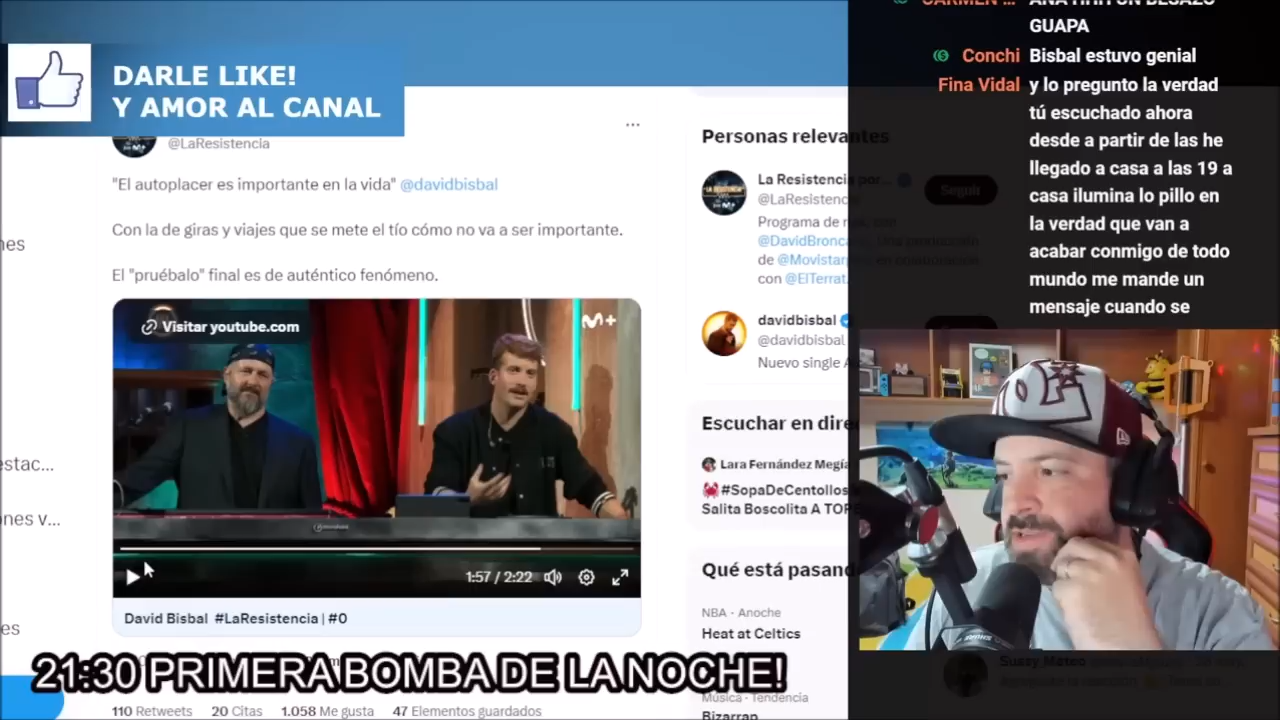 DARLE LIKE!
Y AMOR AL CANAL
@LaResistencia
"El autoplacer es importante en la vida" @davidbisbal
Con la de giras y viajes que se mete el tío cómo no va a ser importante.
El "pruébalo" final es de auténtico fenómeno.
Visitar youtube.com
M+
1:57 / 2:22
David Bisbal #LaResistencia | #0
21:30 PRIMERA BOMBA DE LA NOCHE!
110 Retweets 20 Citas 1.058 Me gusta 47 Elementos guardados
nes
estac...
ones v...
es
Personas relevantes
La Resistencia por...
@LaResistencia
Seguir
Programa de
@DavidBronca
de @Movistar
con @ElTerrat
davidbisbal
@davidbisbal
Nuevo single A
Escuchar en dire
Lara Fernández Megía
#SopaDeCentollos
Salita Boscolita A TOP
Qué está pasand
NBA · Anoche
Heat at Celtics
Música · Tendencia
Bizarrap
CARMEN ... ANA UN BESAZO
GUAPA
Conchi Bisbal estuvo genial
Fina Vidal y lo pregunto la verdad
tú escuchado ahora
desde a partir de las he
llegado a casa a las 19 a
casa ilumina lo pillo en
la verdad que van a
acabar conmigo de todo
mundo me mande un
mensaje cuando se
Suzzy_Mateo